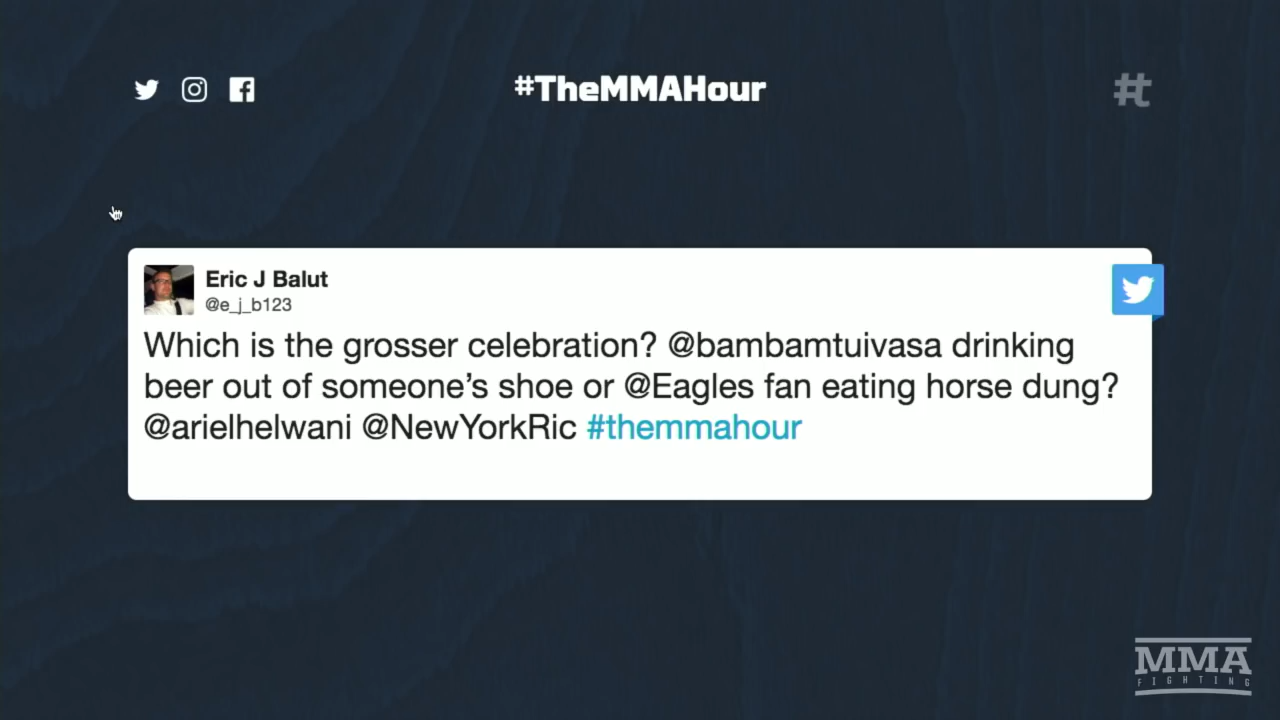 #TheMMAHour
Eric J Balut
@e_j_b123
Which is the grosser celebration? @bambamtuivasa drinking
beer out of someone’s shoe or @Eagles fan eating horse dung?
@arielhelwani @NewYorkRic #themmahour
MMA
FIGHTING